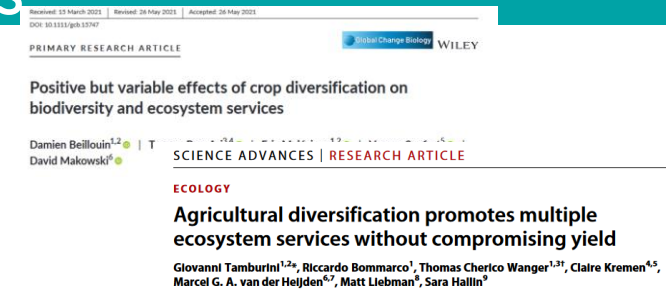 S
Received: 15 March 2021 | Revised: 26 May 2021 | Accepted: 26 May 2021
DOI: 10.1111/gcb.15747
PRIMARY RESEARCH ARTICLE
Global Change Biology WILEY
Positive but variable effects of crop diversification on
biodiversity and ecosystem services
Damien Beillouin1,2 | T
David Makowski6
SCIENCE ADVANCES | RESEARCH ARTICLE
ECOLOGY
Agricultural diversification promotes multiple
ecosystem services without compromising yield
Giovanni Tamburini1,2*, Riccardo Bommarco1, Thomas Cherico Wanger1,3†, Claire Kremen4,5,
Marcel G. A. van der Heijden6,7, Matt Liebman8, Sara Hallin9